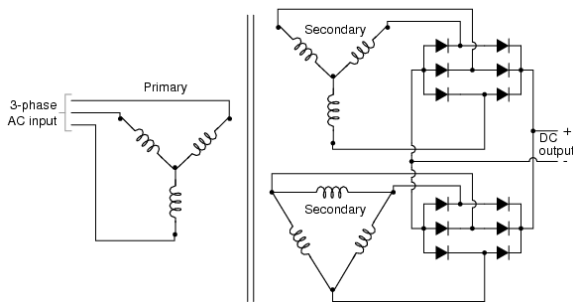 Secondary
Primary
3-phase
AC input
DC +
output -
Secondary